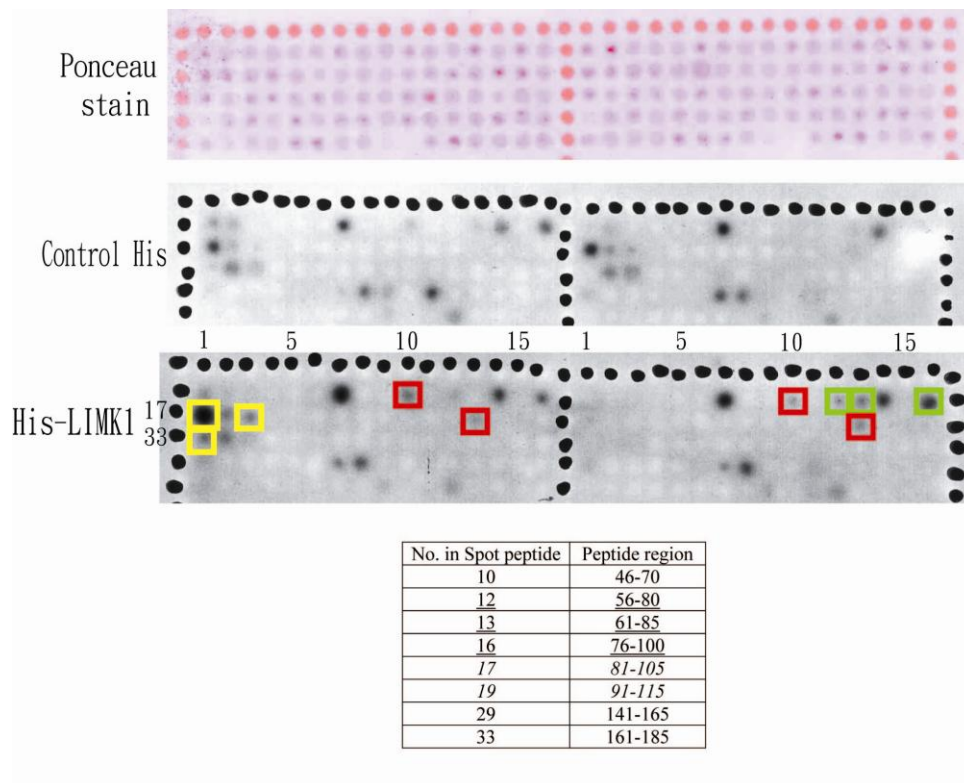 Ponceau
stain
Control His
1 5 10 15 1 5 10 15
17
His-LIMK1
33
No. in Spot peptide Peptide region
10 46-70
12 56-80
13 61-85
16 76-100
17 81-105
19 91-115
29 141-165
33 161-185